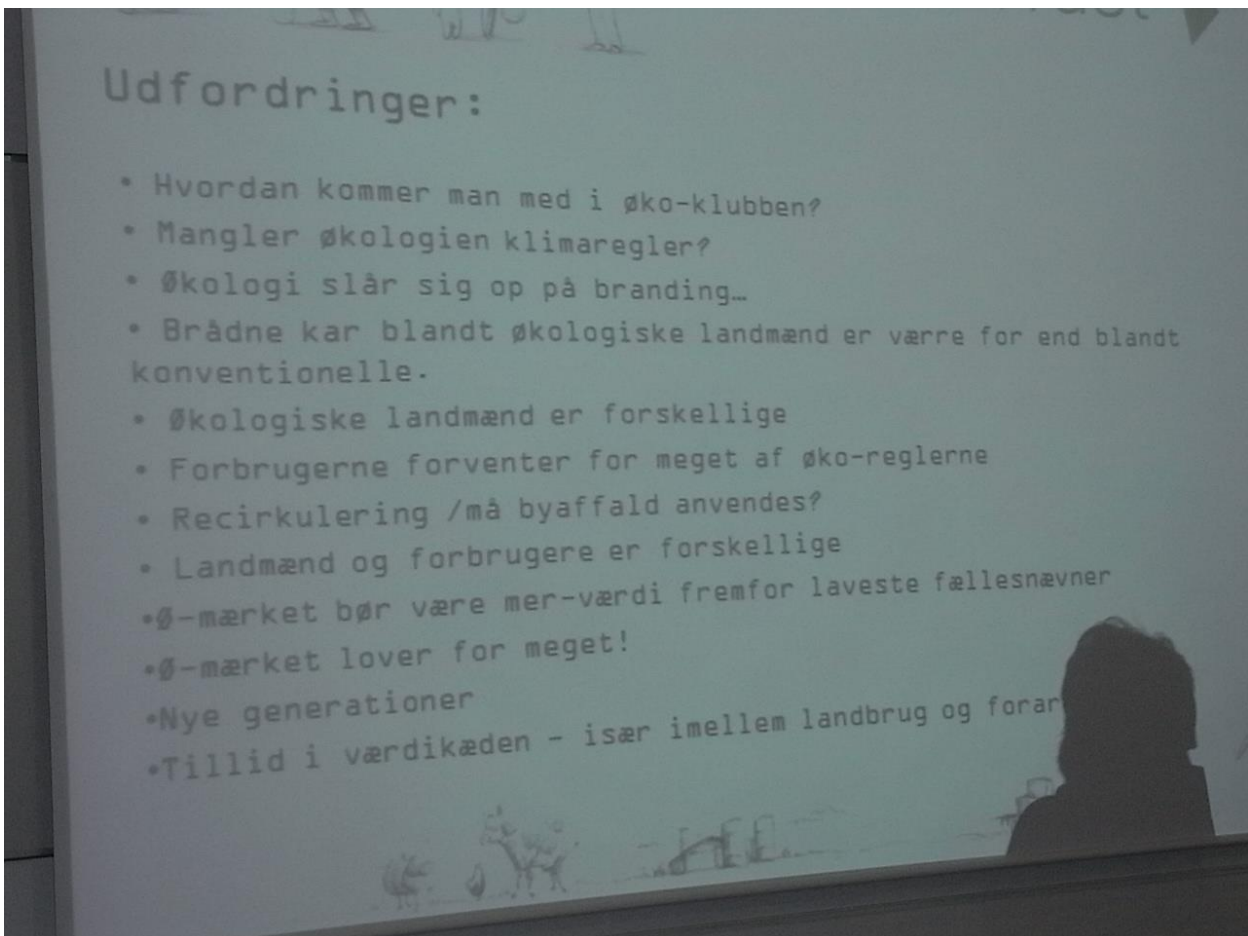 Udfordringer:
• Hvordan kommer man med i øko-klubben?
• Mangler økologien klimaregler?
• Økologi slår sig op på branding…
• Brådne kar blandt økologiske landmænd er værre for end blandt
konventionelle.
• Økologiske landmænd er forskellige
• Forbrugerne forventer for meget af øko-reglerne
• Recirkulering /må byaffald anvendes?
• Landmænd og forbrugere er forskellige
•Ø-mærket bør være mer-værdi fremfor laveste fællesnævner
•Ø-mærket lover for meget!
•Nye generationer
•Tillid i værdikæden - især imellem landbrug og